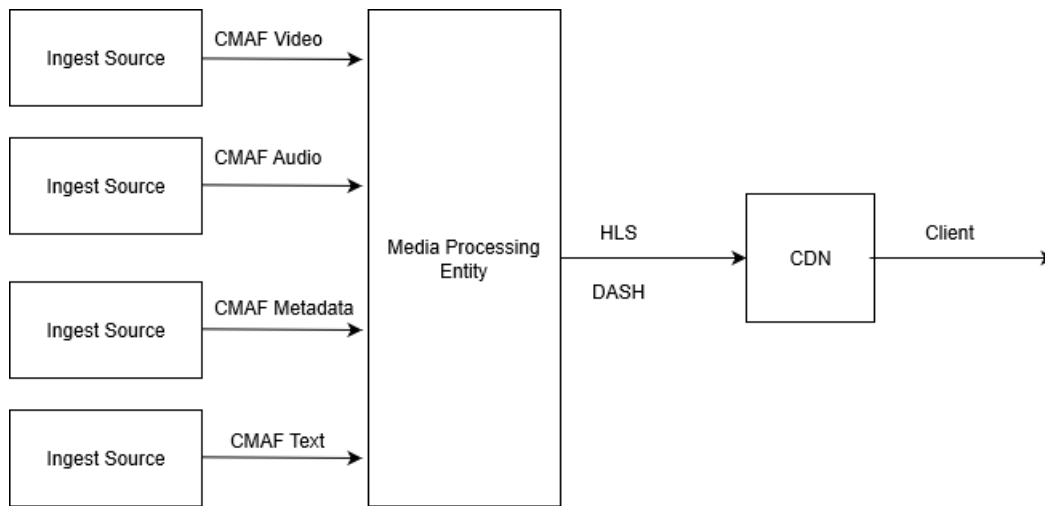 Ingest Source
CMAF Video
Ingest Source
CMAF Audio
Ingest Source
CMAF Metadata
Ingest Source
CMAF Text
Media Processing
Entity
HLS
DASH
CDN
Client